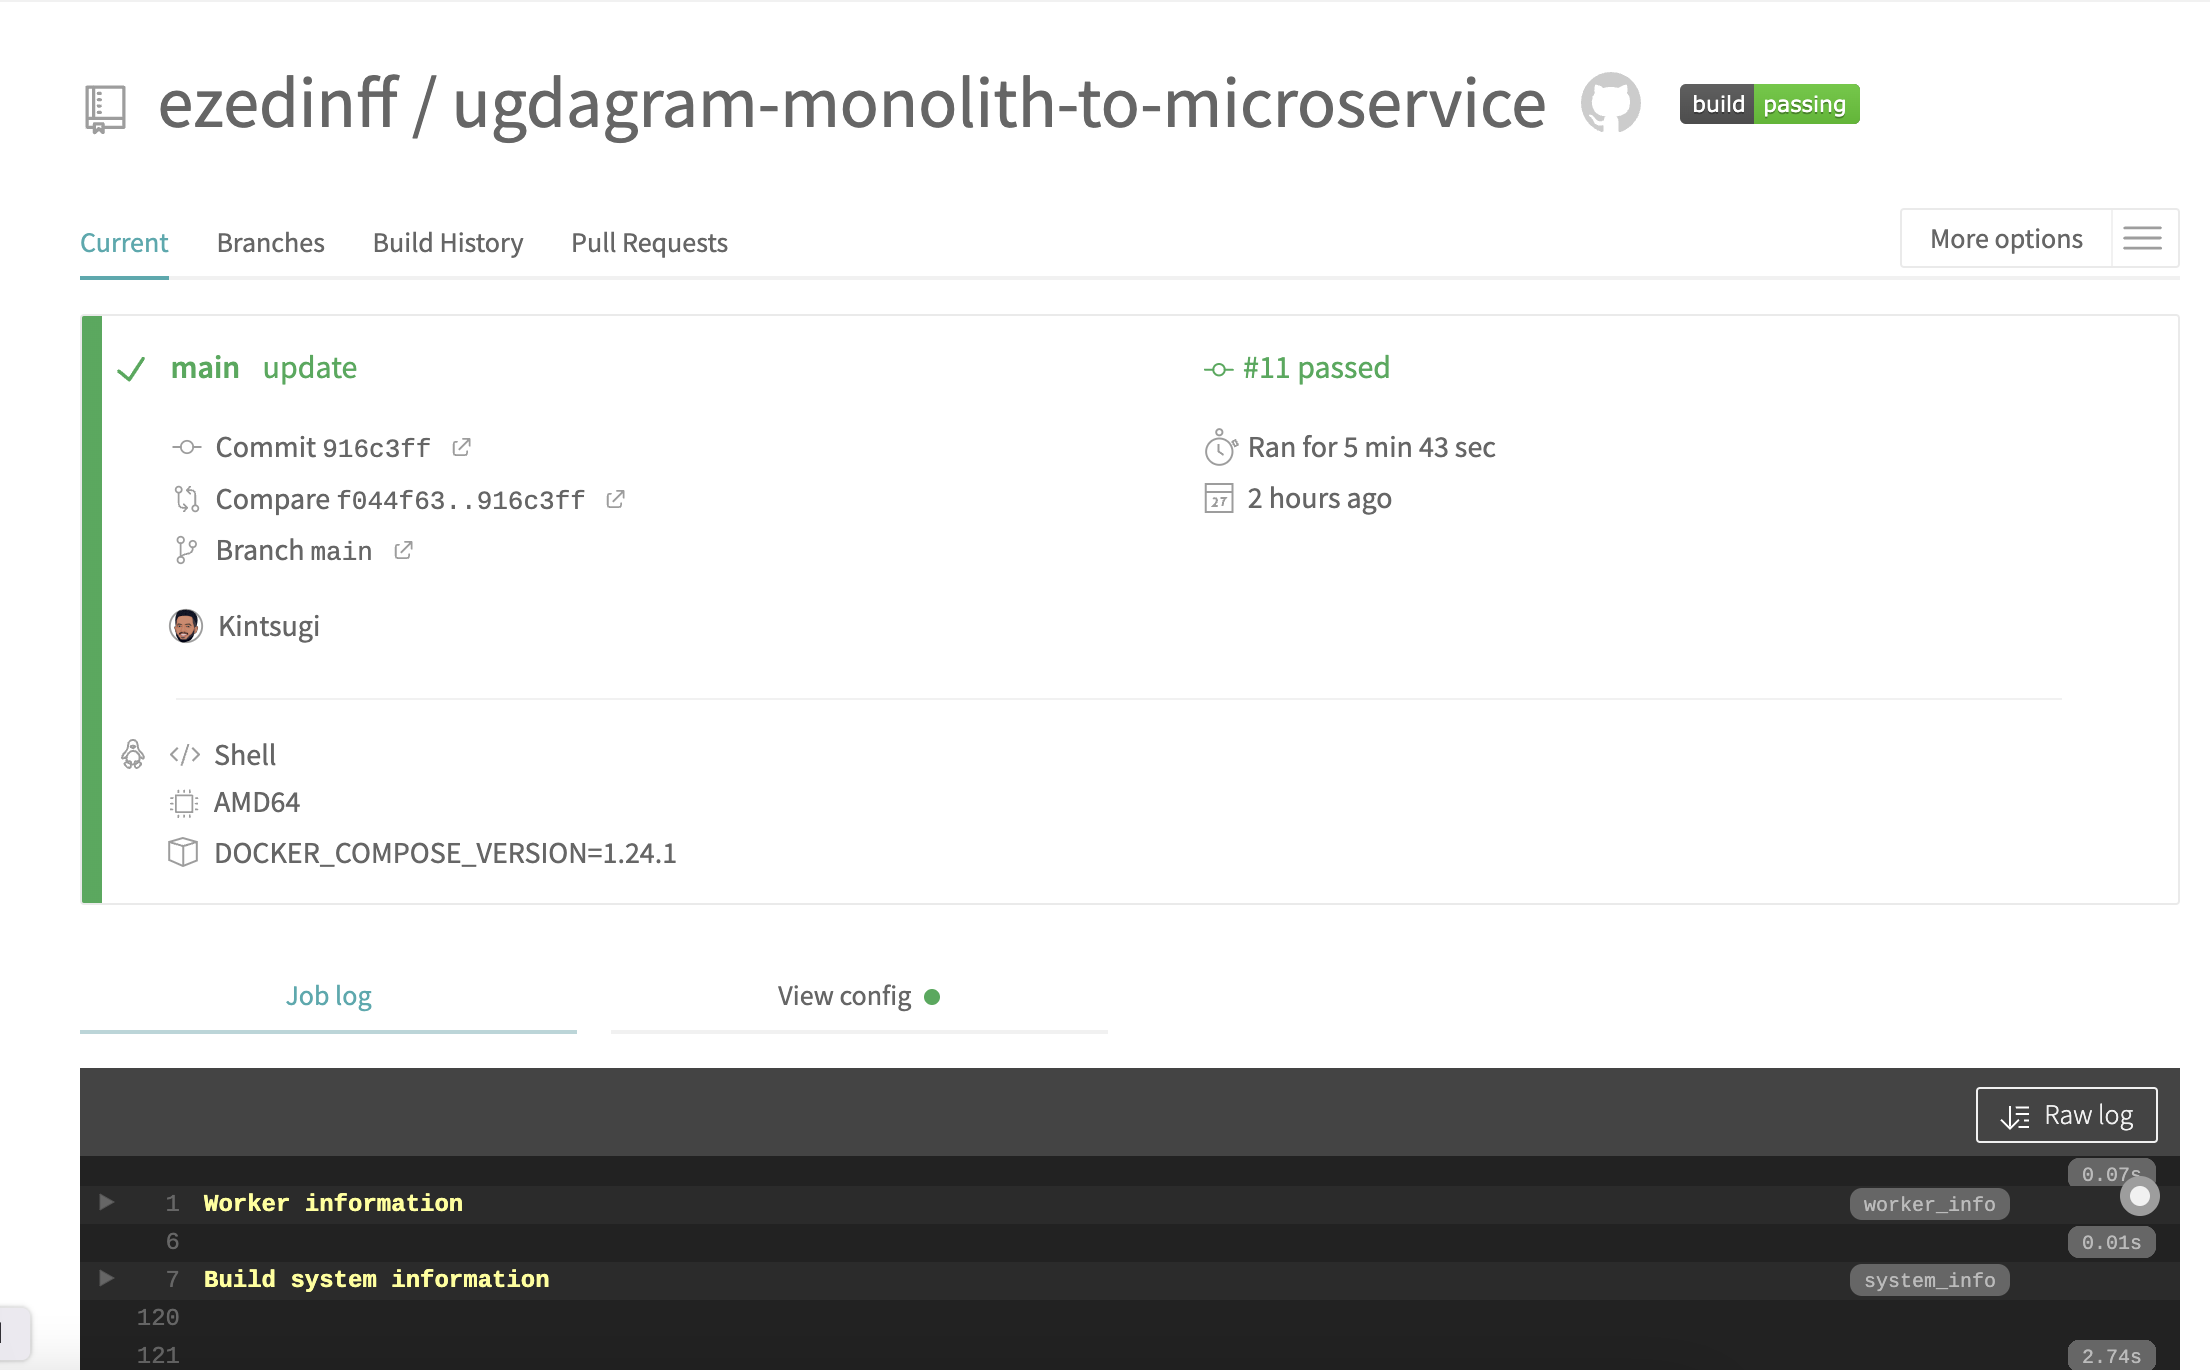 ezedinff / ugdagram-monolith-to-microservice build passing
Current Branches Build History Pull Requests More options
main update
#11 passed
Commit 916c3ff
Ran for 5 min 43 sec
Compare f044f63..916c3ff
27 2 hours ago
Branch main
Kintsugi
Shell
AMD64
DOCKER_COMPOSE_VERSION=1.24.1
Job log View config
Raw log
0.07s
1 Worker information worker_info
6 0.01s
7 Build system information system_info
120
121 2.74s